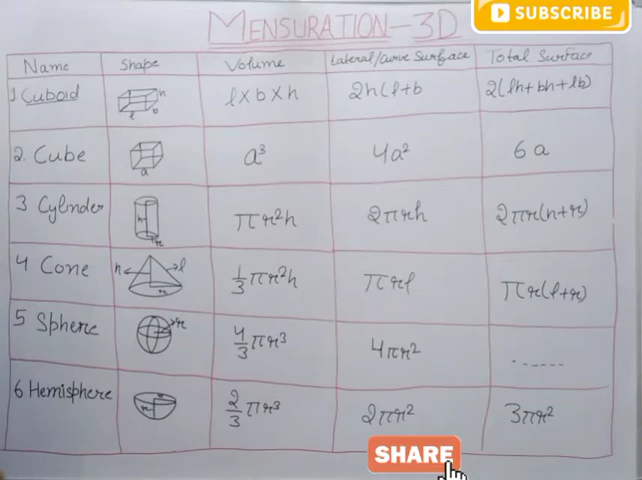 MENSURATION-3D
SUBSCRIBE
Name Shape Volume Lateral/Curve Surface Total Surface
1 Cuboid h l b l×b×h 2h(l+b 2(lh+bh+lb)
2. Cube a a³ 4a² 6a
3 Cylinder h r πr²h 2πrh 2πr(h+r)
4 Cone h l r 1/3 πr²h πrl πr(l+r)
5 Sphere r 4/3 πr³ 4πr² .......
6 Hemisphere r r 2/3 πr³ 2πr² 3πr²
SHARE